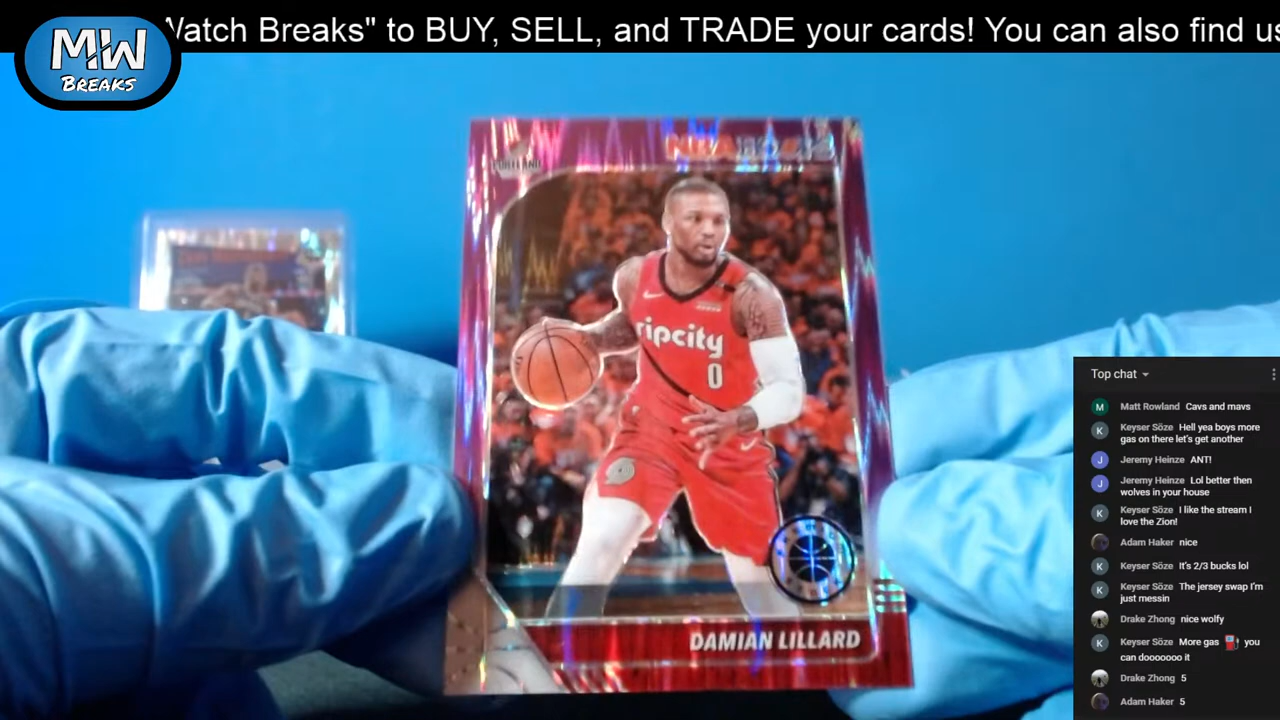 Watch Breaks" to BUY, SELL, and TRADE your cards! You can also find us
MW
BREAKS
PORTLAND
NBA HOOPS
ripcity
0
DAMIAN LILLARD
Top chat
M Matt Rowland Cavs and mavs
K Keyser Söze Hell yea boys more
gas on there let's get another
J Jeremy Heinze ANT!
J Jeremy Heinze Lol better then
wolves in your house
K Keyser Söze I like the stream I
love the Zion!
Adam Haker nice
K Keyser Söze It's 2/3 bucks lol
K Keyser Söze The jersey swap I'm
just messin
Drake Zhong nice wolfy
K Keyser Söze More gas ⛽ you
can dooooooo it
Drake Zhong 5
Adam Haker 5